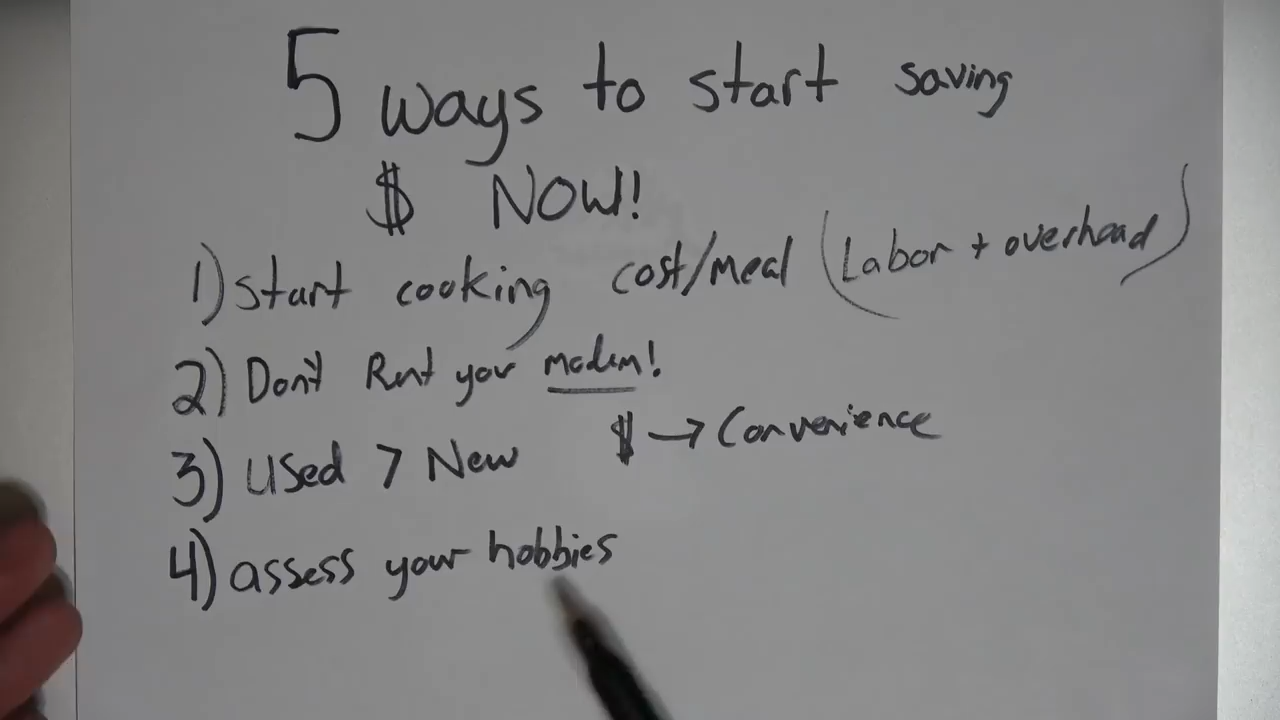 5 ways to start saving
$ NOW!
1) start cooking cost/meal (Labor + overhead)
2) Don't Rent your modem!
3) Used > New $ → Convenience
4) assess your hobbies